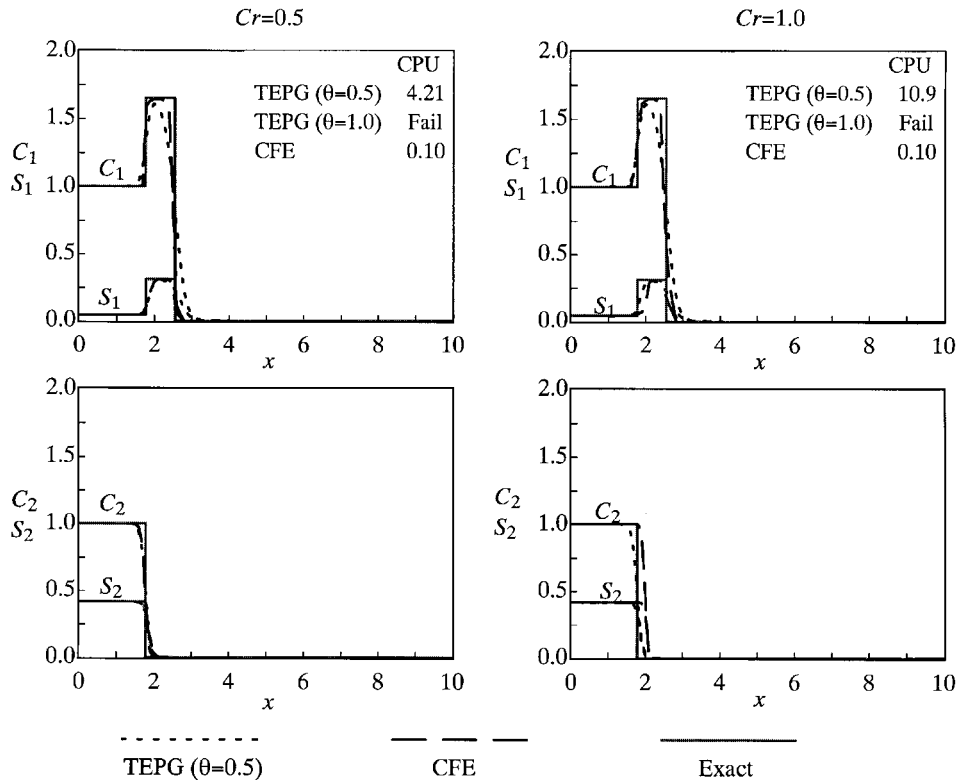 Cr=0.5
Cr=1.0
2.0
1.5
1.0
0.5
0.0
C₁
S₁
CPU
TEPG (θ=0.5) 4.21
TEPG (θ=1.0) Fail
CFE 0.10
C₁
S₁
0 2 4 6 8 10
x
2.0
1.5
1.0
0.5
0.0
C₁
S₁
CPU
TEPG (θ=0.5) 10.9
TEPG (θ=1.0) Fail
CFE 0.10
C₁
S₁
0 2 4 6 8 10
x
2.0
1.5
1.0
0.5
0.0
C₂
S₂
C₂
S₂
0 2 4 6 8 10
x
2.0
1.5
1.0
0.5
0.0
C₂
S₂
C₂
S₂
0 2 4 6 8 10
x
TEPG (θ=0.5)
CFE
Exact